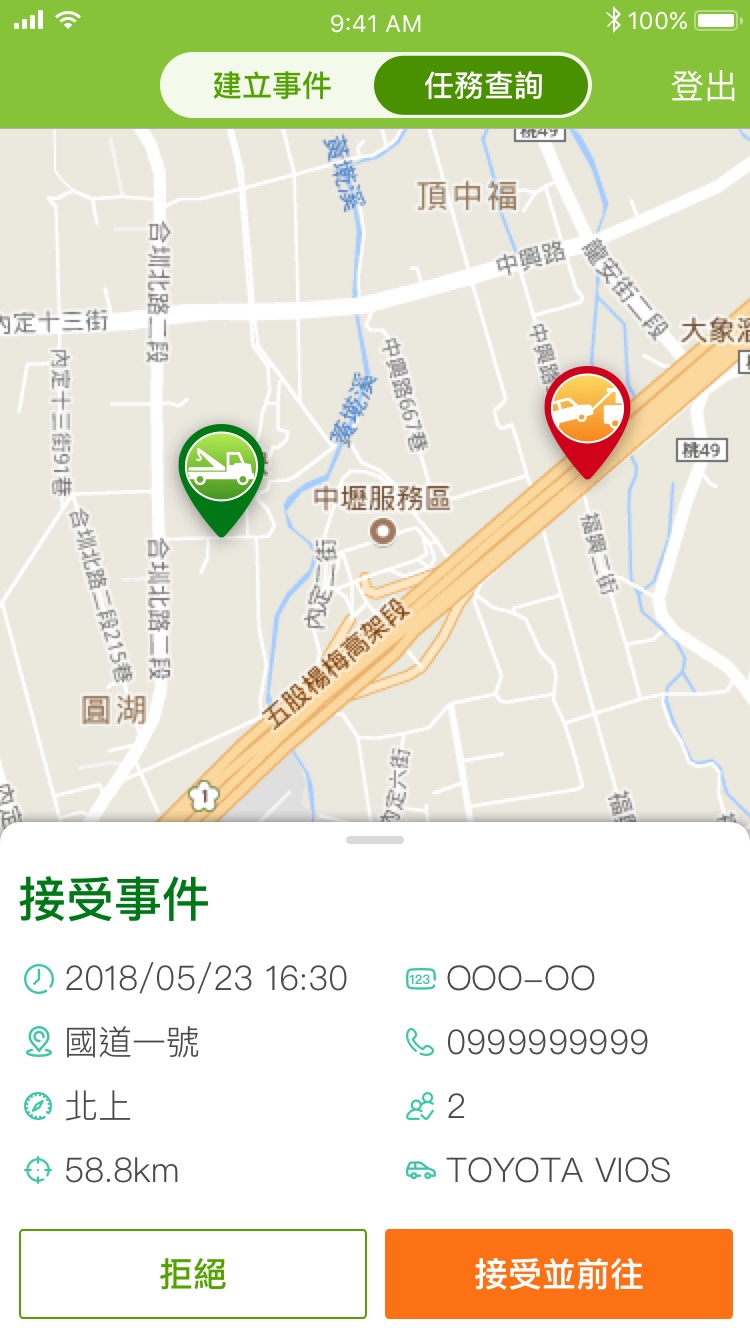 9:41 AM
100%
建立事件
任務查詢
登出
桃49
頂中福
中興路
龍安街二段
合圳北路二段
內定十三街
大象溜
內定十三街91巷
中興路667巷
中興路
桃49
中壢服務區
福興二街
合圳北路二段215巷
合圳北路二段
內定二街
五股楊梅高架段
圓湖
內定六街
1
內定
福
接受事件
2018/05/23 16:30
OOO-OO
國道一號
123
0999999999
北上
2
58.8km
TOYOTA VIOS
拒絕
接受並前往